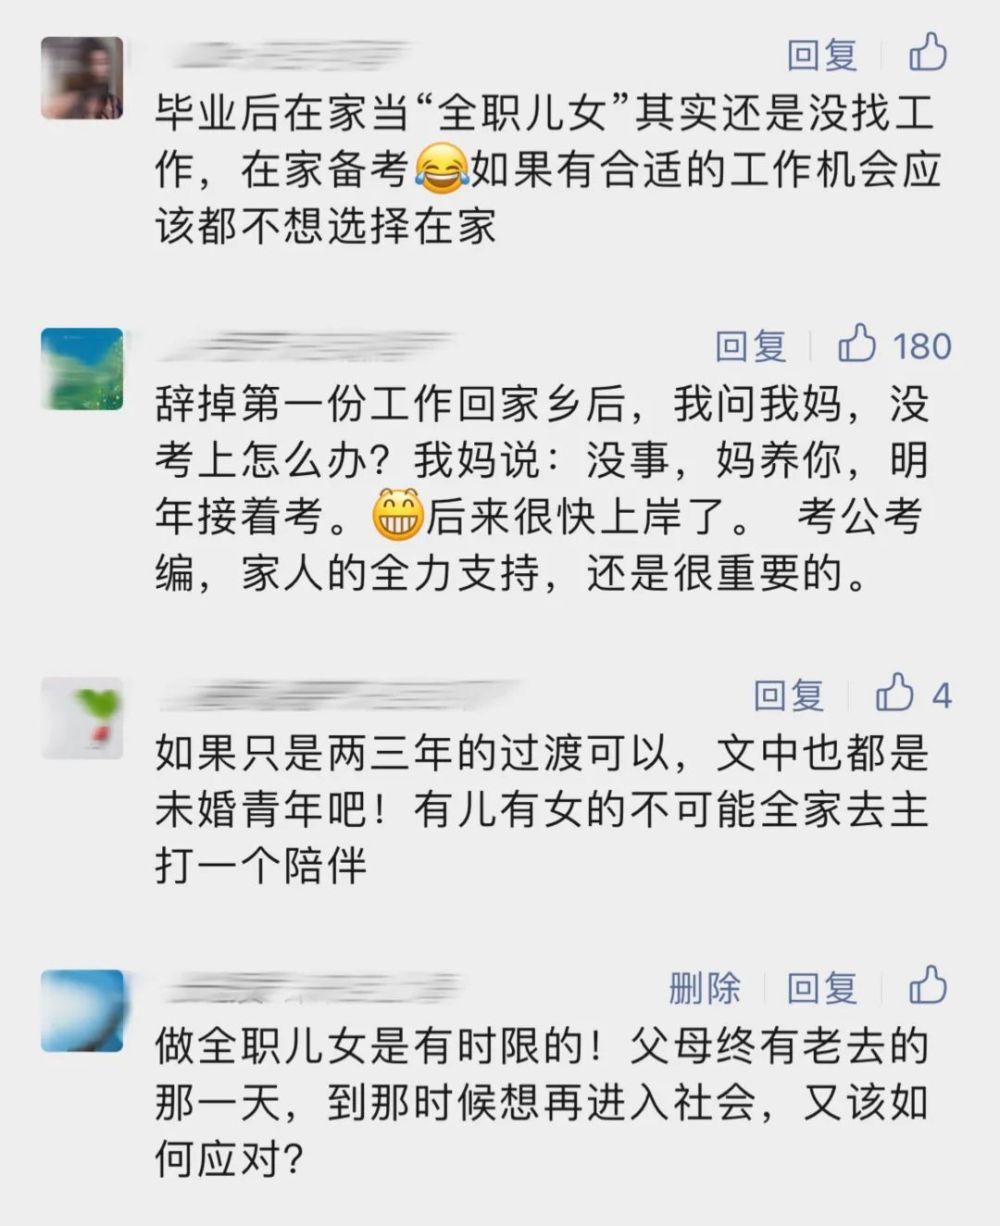 回复
毕业后在家当“全职儿女”其实还是没找工
作，在家备考😂如果有合适的工作机会应
该都不想选择在家
回复 180
辞掉第一份工作回家乡后，我问我妈，没
考上怎么办？我妈说：没事，妈养你，明
年接着考。😁后来很快上岸了。 考公考
编，家人的全力支持，还是很重要的。
回复 4
如果只是两三年的过渡可以，文中也都是
未婚青年吧！有儿有女的不可能全家去主
打一个陪伴
删除 回复
做全职儿女是有时限的！父母终有老去的
那一天，到那时候想再进入社会，又该如
何应对？